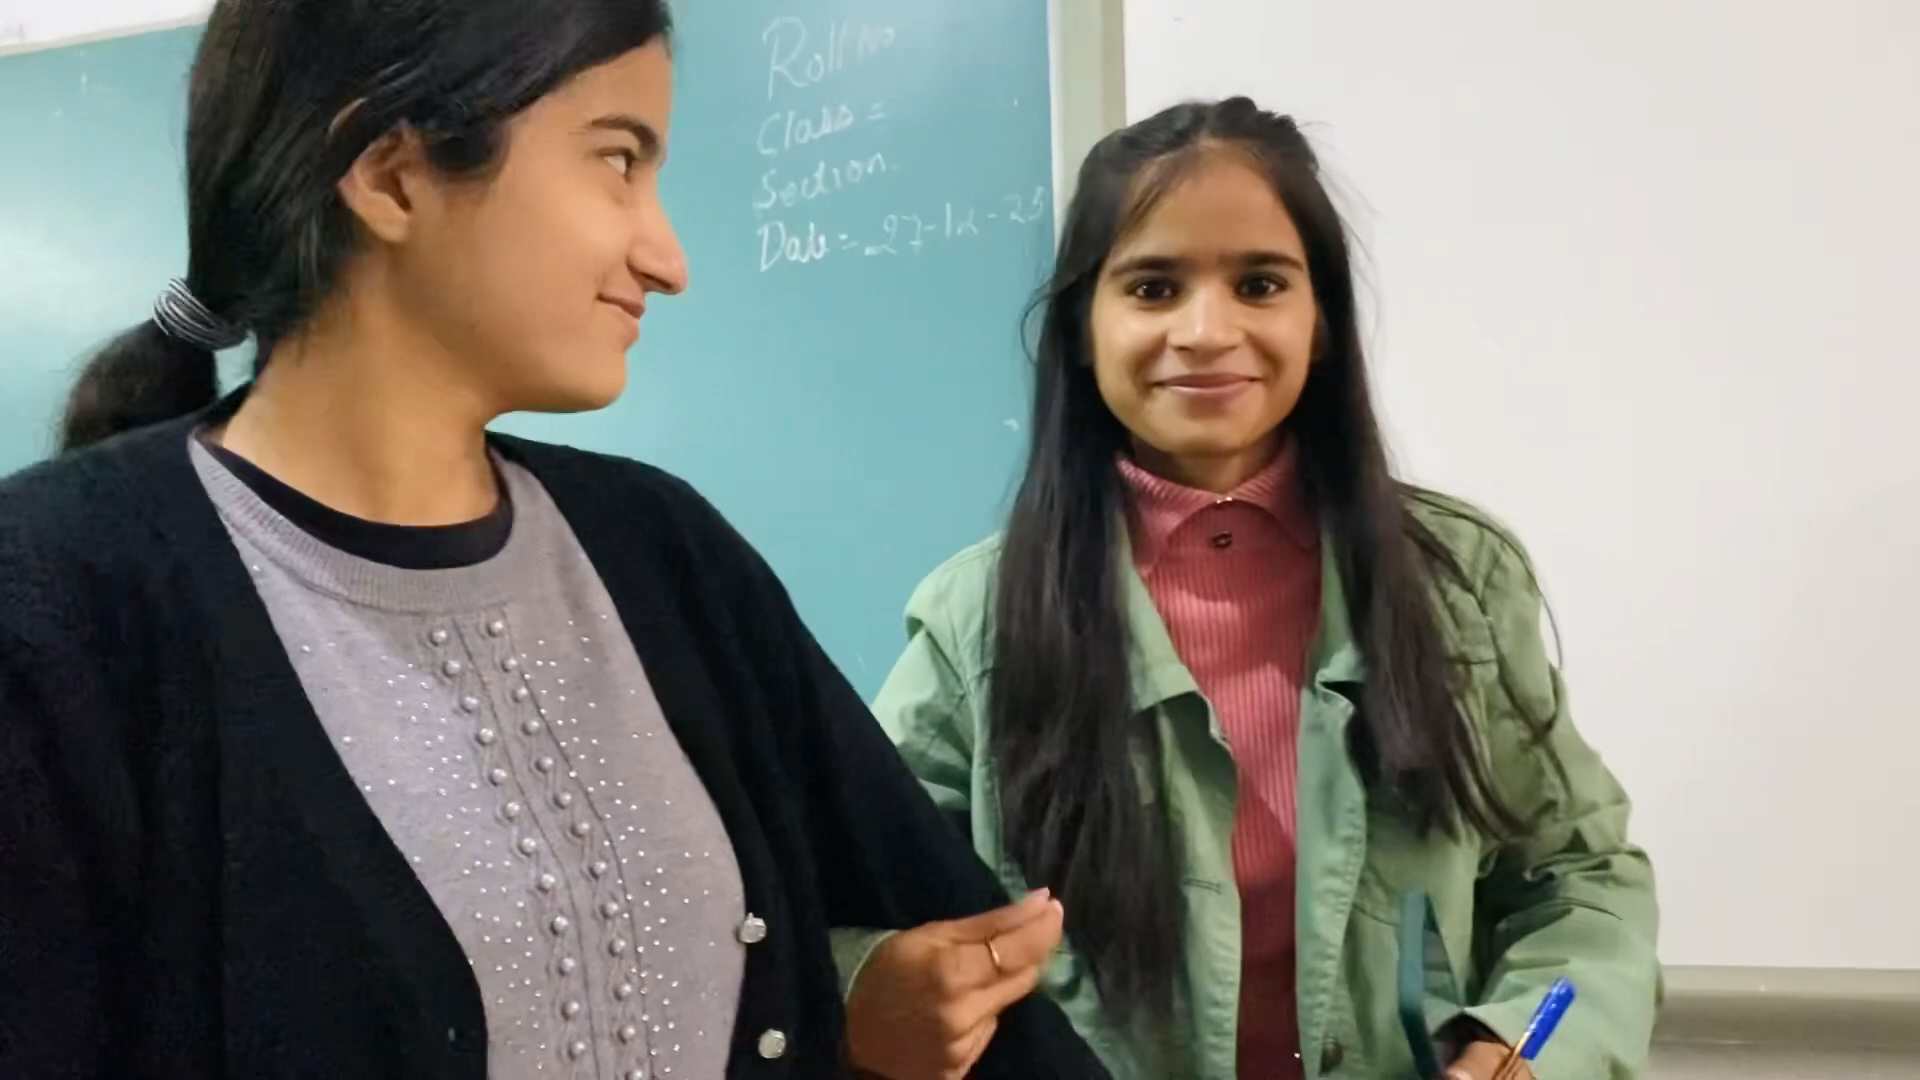 Roll No
Class =
Section.
Date = 27-12-23